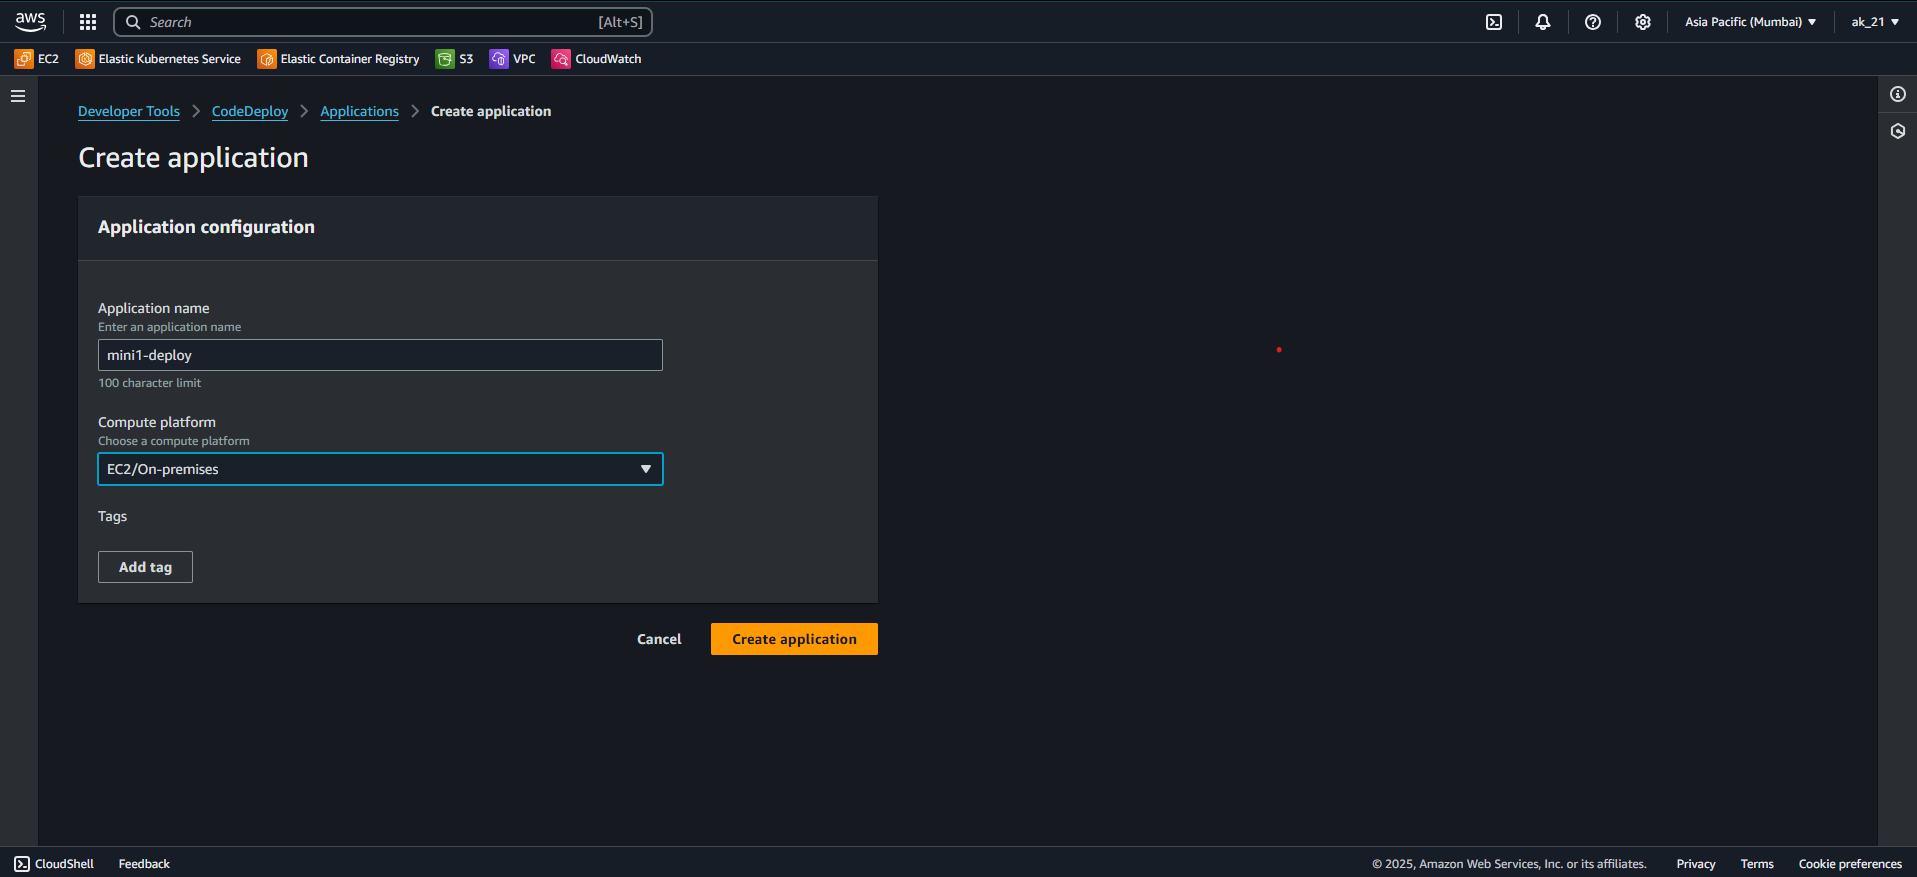 aws Search [Alt+S] Asia Pacific (Mumbai) ak_21
EC2 Elastic Kubernetes Service Elastic Container Registry S3 VPC CloudWatch
Developer Tools CodeDeploy Applications Create application
Create application
Application configuration
Application name
Enter an application name
mini1-deploy
100 character limit
Compute platform
Choose a compute platform
EC2/On-premises
Tags
Add tag
Cancel Create application
CloudShell Feedback © 2025, Amazon Web Services, Inc. or its affiliates. Privacy Terms Cookie preferences